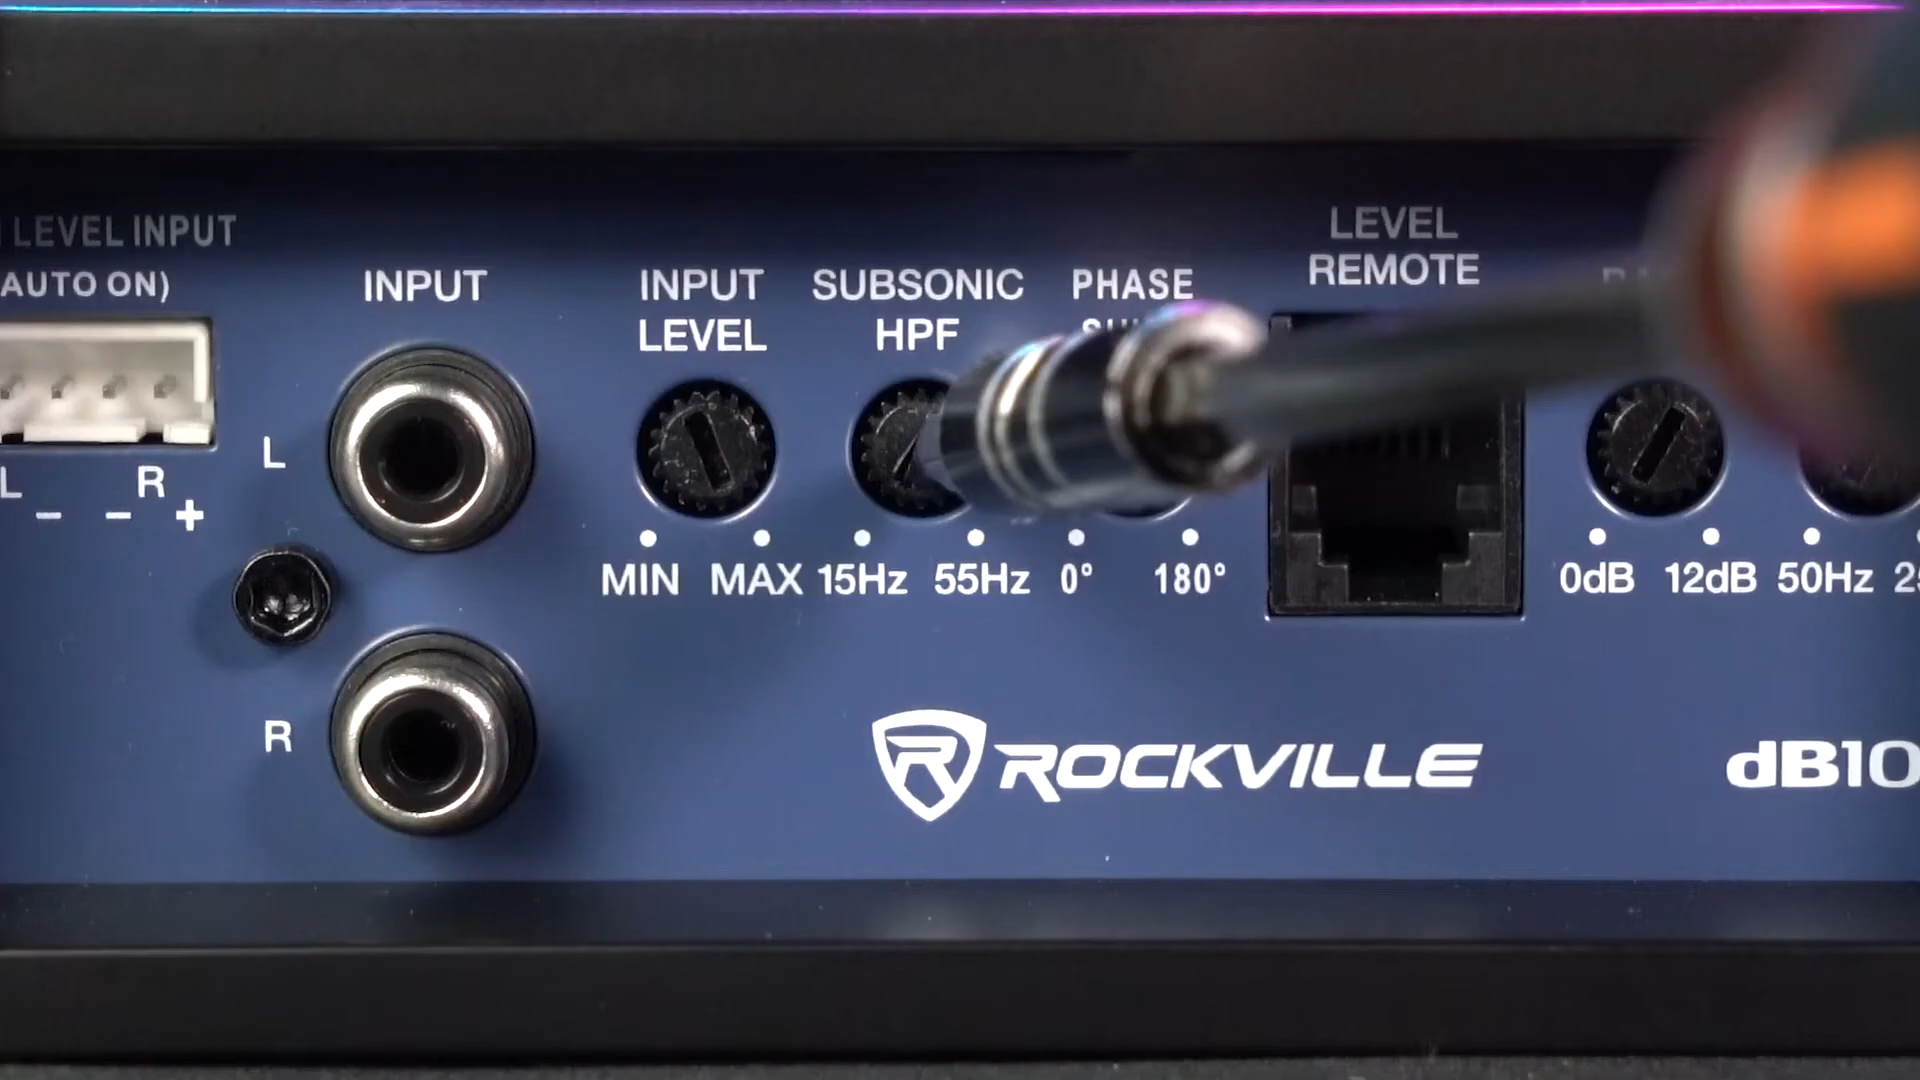 LEVEL INPUT
(AUTO ON)
L
R
- - +
INPUT
L
R
INPUT
LEVEL
MIN MAX
SUBSONIC
HPF
15Hz 55Hz
PHASE
0° 180°
LEVEL
REMOTE
0dB 12dB
50Hz
R ROCKVILLE
dB10